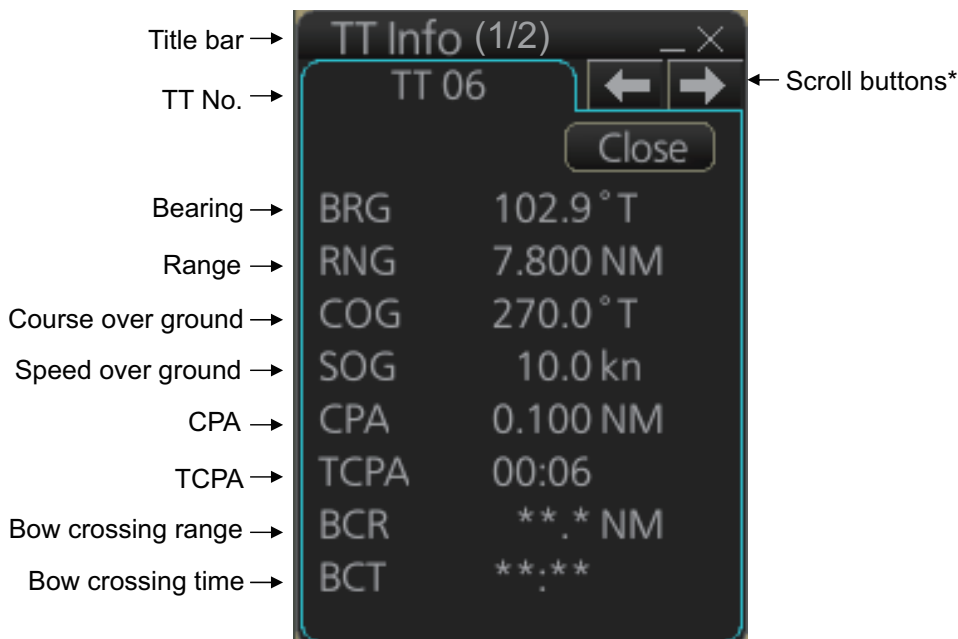 Title bar → TT Info (1/2) _ ×
TT No. → TT 06 ← → ← Scroll buttons*
Close
Bearing → BRG 102.9°T
Range → RNG 7.800 NM
Course over ground → COG 270.0°T
Speed over ground → SOG 10.0 kn
CPA → CPA 0.100 NM
TCPA → TCPA 00:06
Bow crossing range → BCR **.* NM
Bow crossing time → BCT **:**